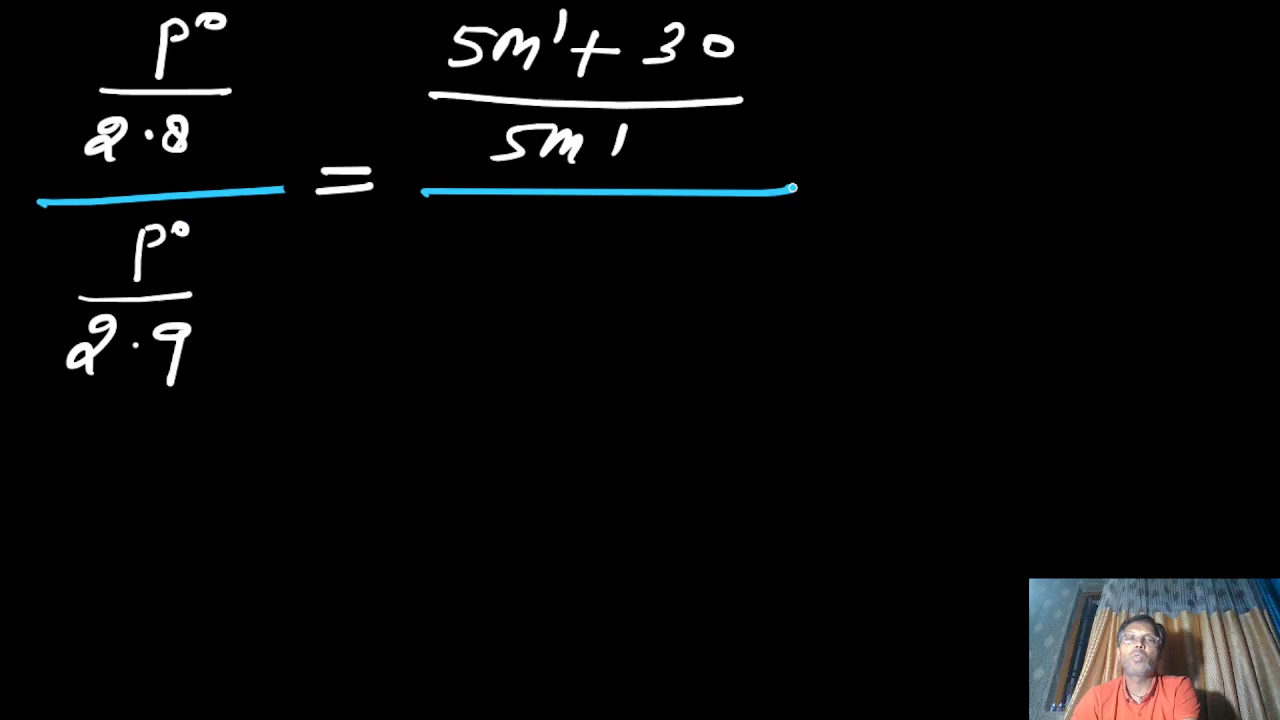 p° / 2.8 = 5m' + 30 / 5m'
p° / 2.9